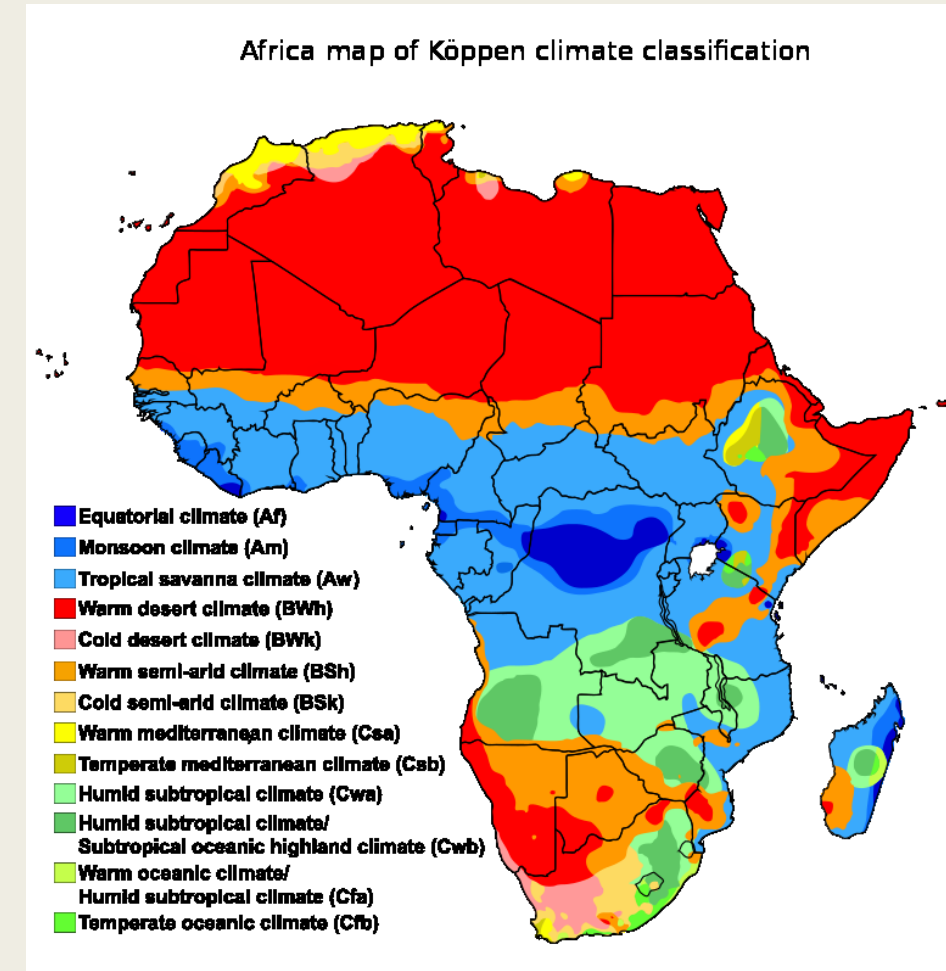 Africa map of Köppen climate classification
Equatorial climate (Af)
Monsoon climate (Am)
Tropical savanna climate (Aw)
Warm desert climate (BWh)
Cold desert climate (BWk)
Warm semi-arid climate (BSh)
Cold semi-arid climate (BSk)
Warm mediterranean climate (Csa)
Temperate mediterranean climate (Csb)
Humid subtropical climate (Cwa)
Humid subtropical climate/
Subtropical oceanic highland climate (Cwb)
Warm oceanic climate/
Humid subtropical climate (Cfa)
Temperate oceanic climate (Cfb)